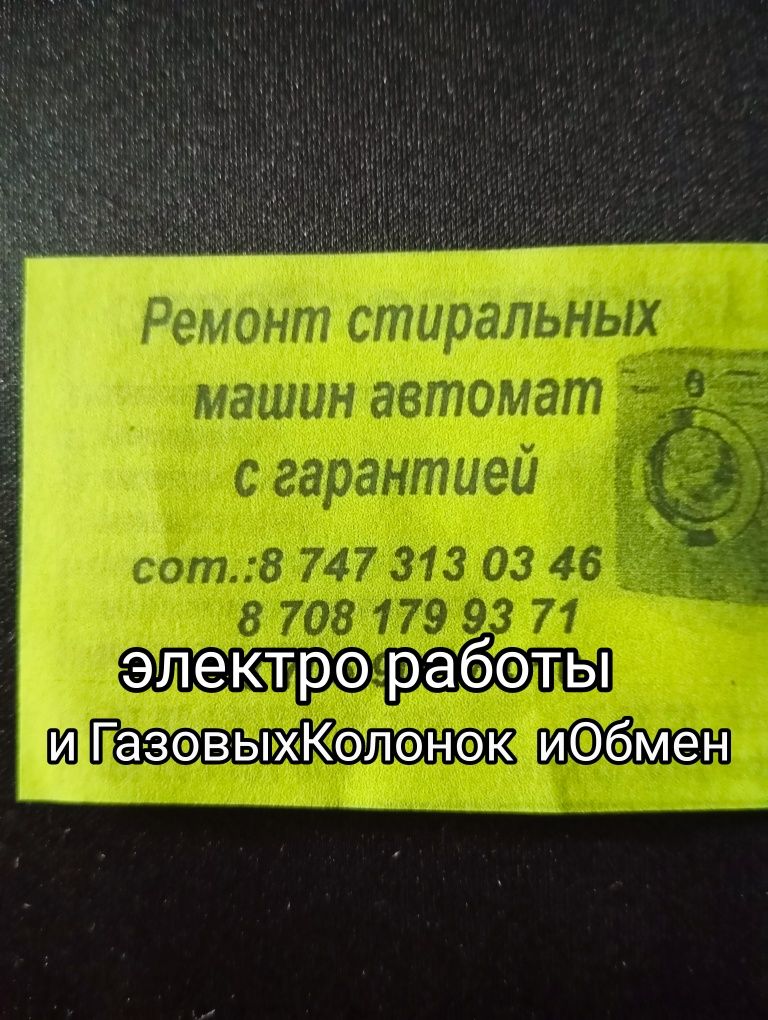 Ремонт стиральных
машин автомат
с гарантией
сот.:8 747 313 03 46
8 708 179 93 71
электро работы
и ГазовыхКолонок иОбмен